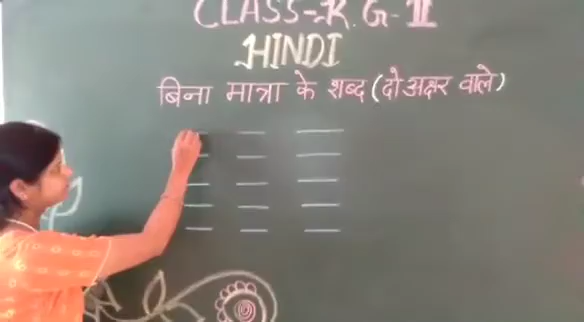 CLASS-K.G-II
HINDI
बिना मात्रा के शब्द (दो अक्षर वाले)